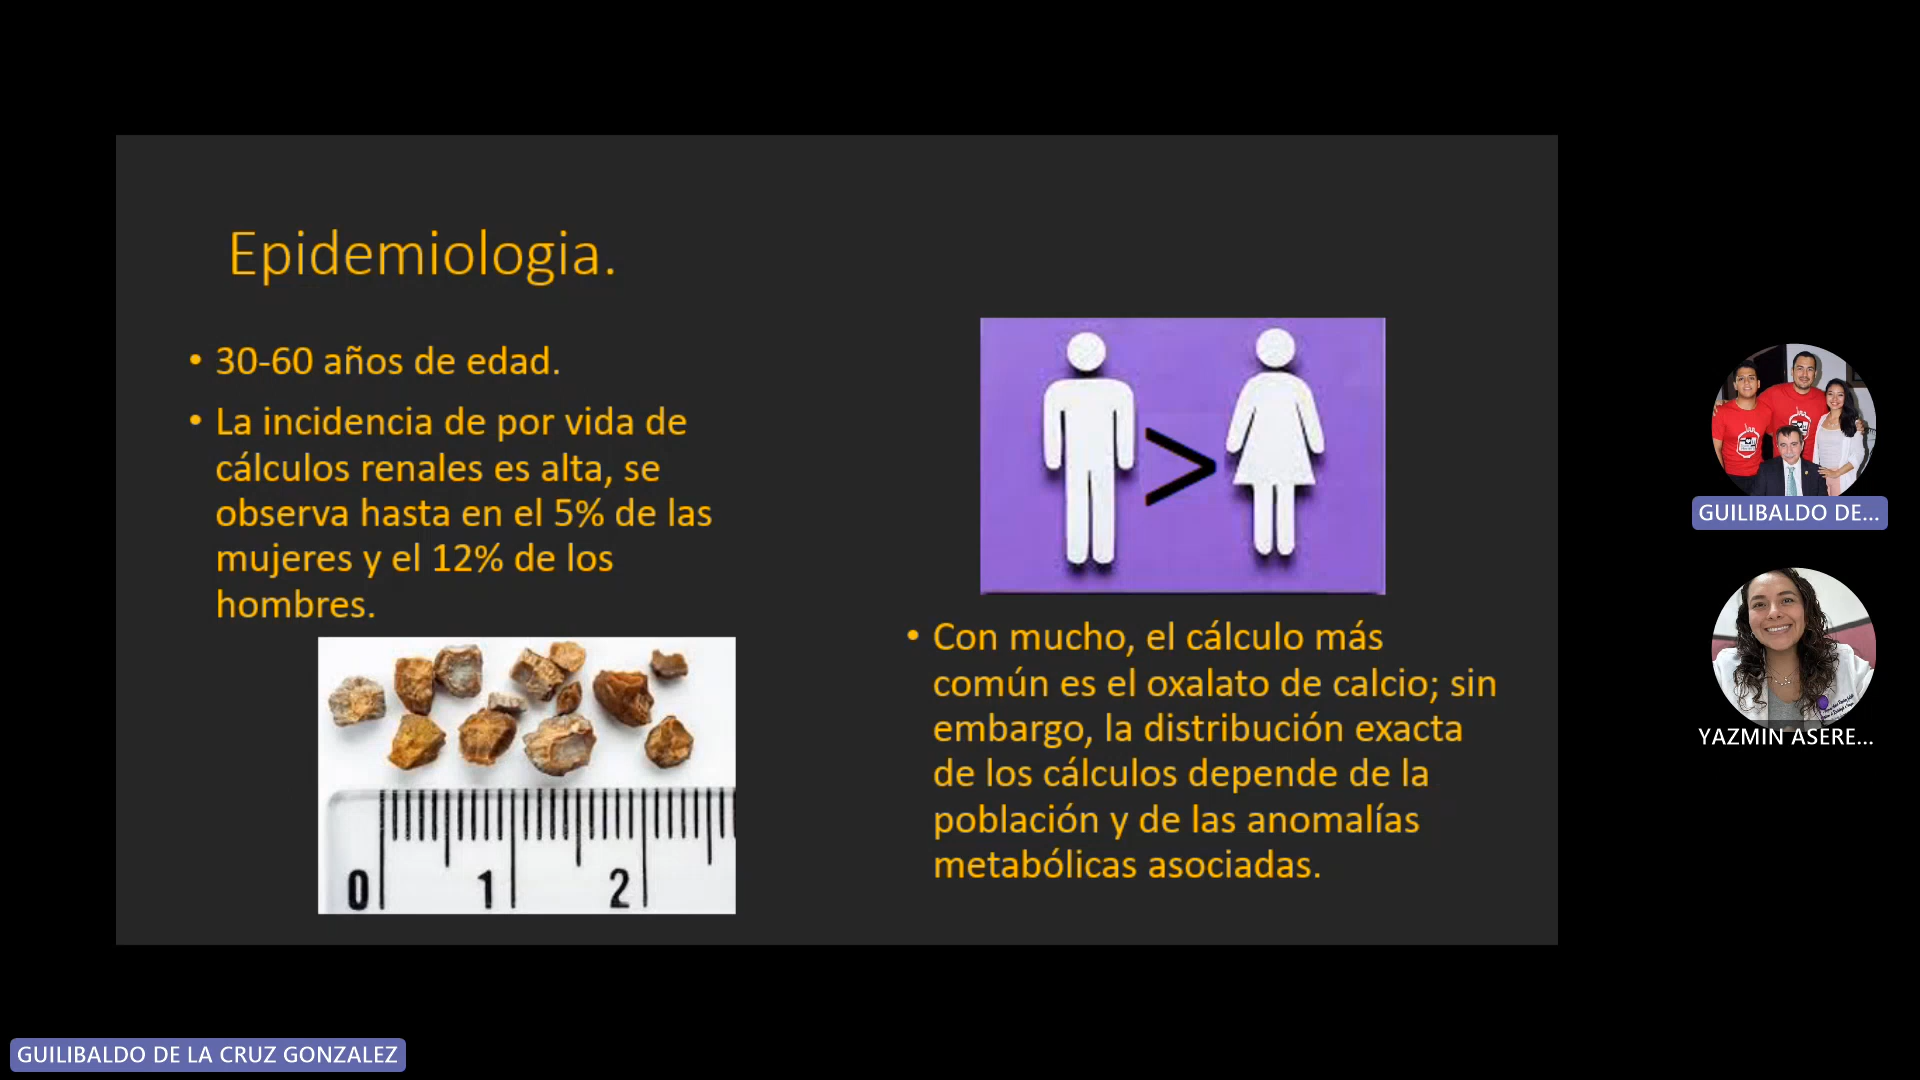 Epidemiologia.
• 30-60 años de edad.
• La incidencia de por vida de
cálculos renales es alta, se
observa hasta en el 5% de las
mujeres y el 12% de los
hombres.
0 1 2
>
• Con mucho, el cálculo más
común es el oxalato de calcio; sin
embargo, la distribución exacta
de los cálculos depende de la
población y de las anomalías
metabólicas asociadas.
GUILIBALDO DE...
YAZMIN ASERE...
GUILIBALDO DE LA CRUZ GONZALEZ